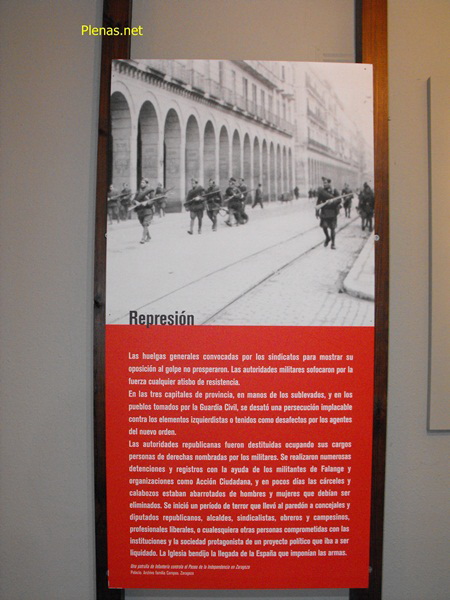 Plenas.net
Represión
Las huelgas generales convocadas por los sindicatos para mostrar su
oposición al golpe no prosperaron. Las autoridades militares sofocaron por la
fuerza cualquier atisbo de resistencia.
En las tres capitales de provincia, en manos de los sublevados, y en los
pueblos tomados por la Guardia Civil, se desató una persecución implacable
contra los elementos izquierdistas o tenidos como desafectos por los agentes
del nuevo orden.
Las autoridades republicanas fueron destituidas ocupando sus cargos
personas de derechas nombradas por los militares. Se realizaron numerosas
detenciones y registros con la ayuda de los militantes de Falange y
organizaciones como Acción Ciudadana, y en pocos días las cárceles y
calabozos estaban abarrotados de hombres y mujeres que debían ser
eliminados. Se inició un período de terror que llevó al paredón a concejales y
diputados republicanos, alcaldes, sindicalistas, obreros y campesinos,
profesionales liberales, o cualesquiera otras personas comprometidas con las
instituciones y la sociedad protagonista de un proyecto político que iba a ser
liquidado. La Iglesia bendijo la llegada de la España que imponían las armas.
Una patrulla de Infantería central el Paseo de la Independencia en Zaragoza
Archivo Familia Zaragoza